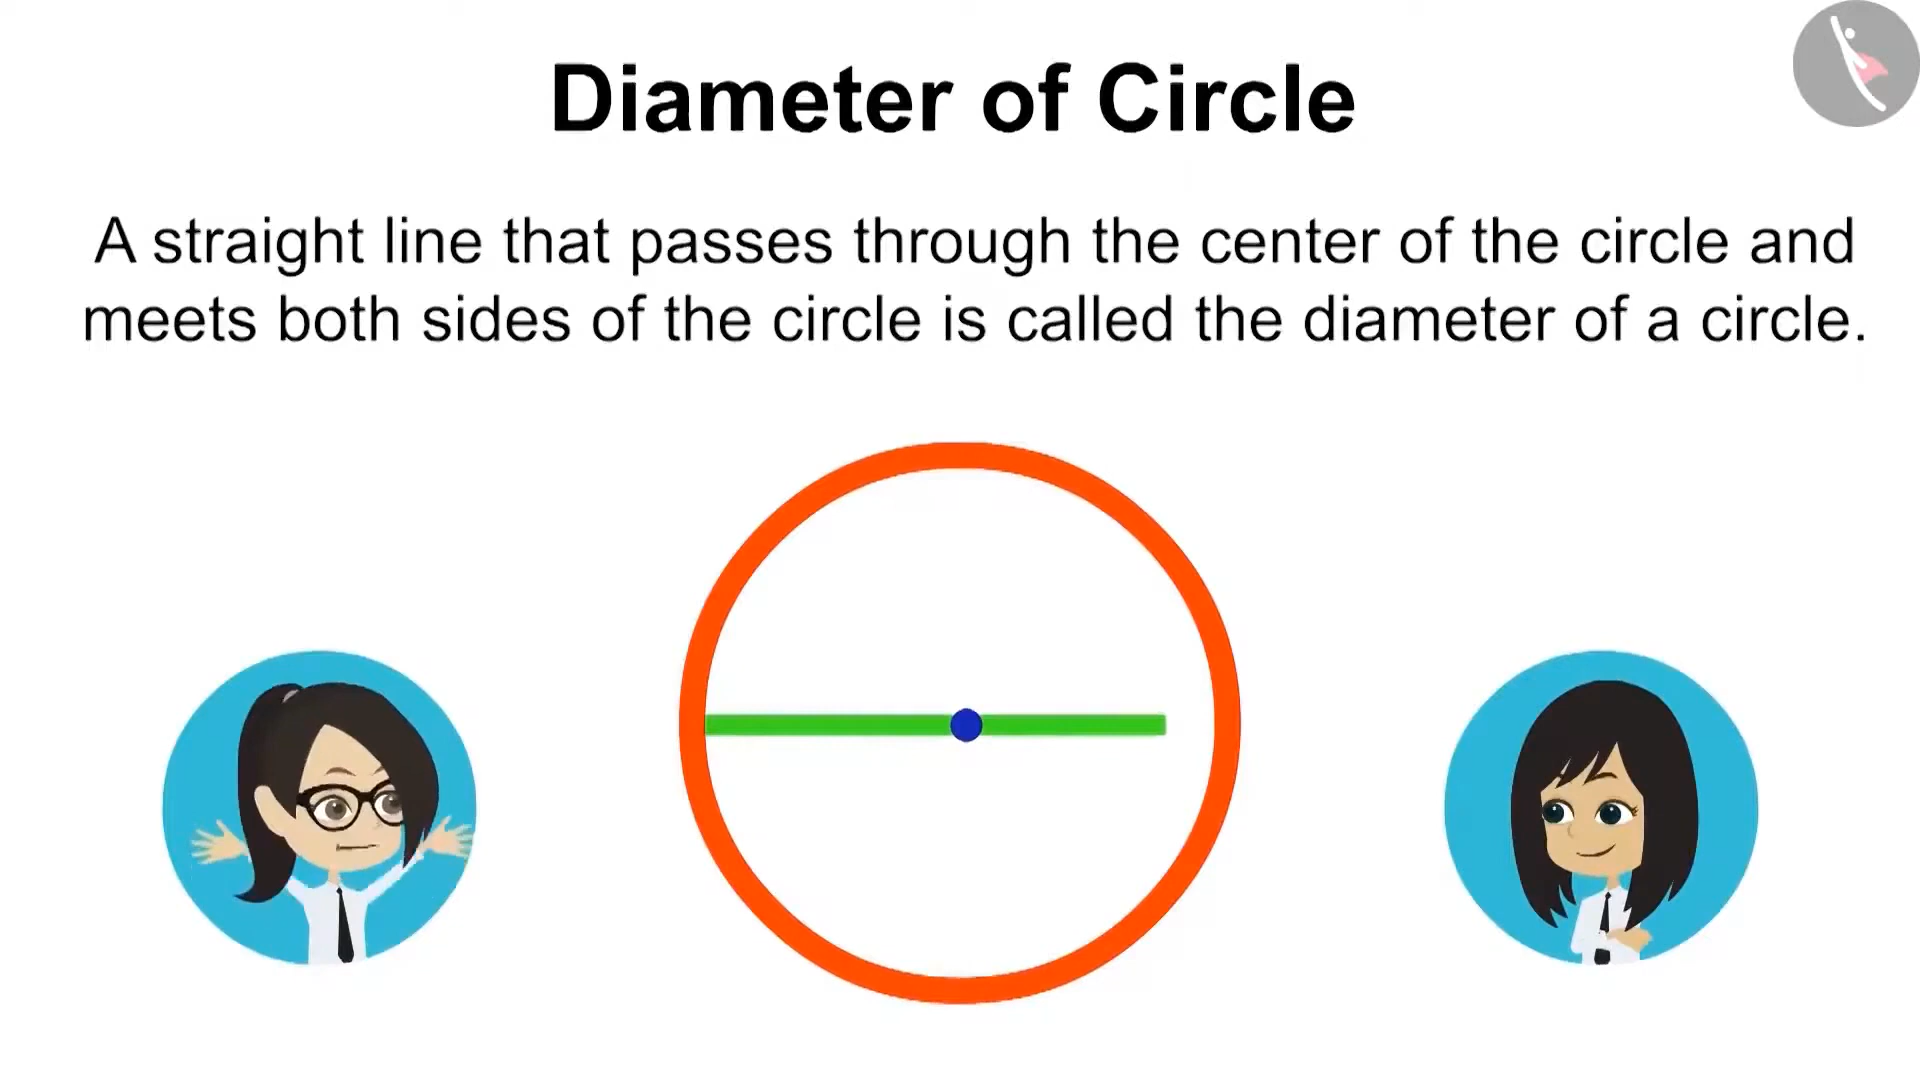 Diameter of Circle
A straight line that passes through the center of the circle and
meets both sides of the circle is called the diameter of a circle.